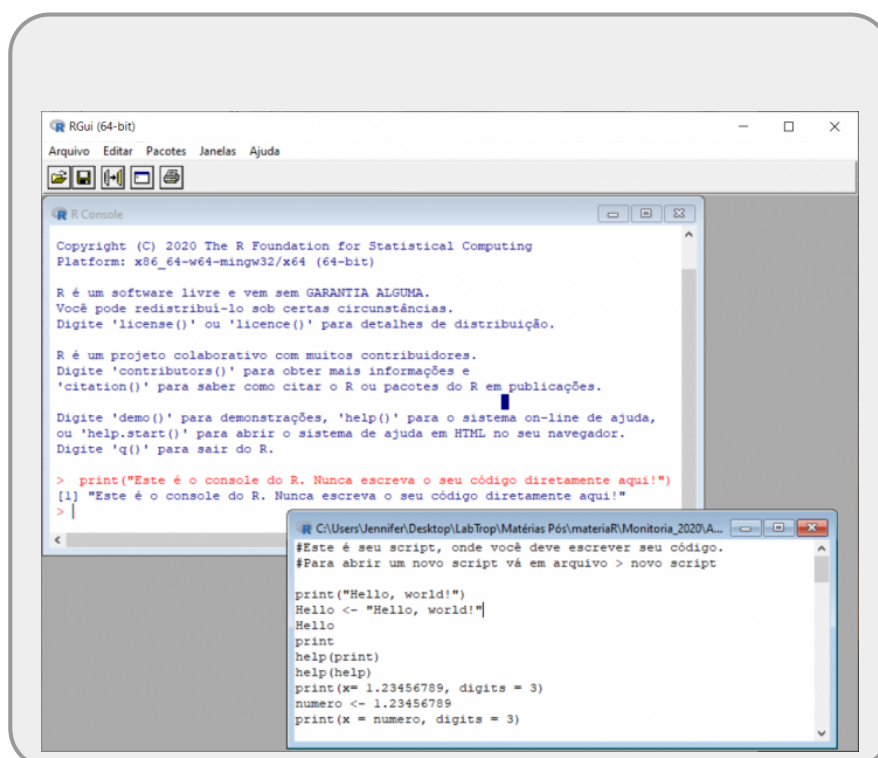 RGui (64-bit)
Arquivo Editar Pacotes Janelas Ajuda
R Console
Copyright (C) 2020 The R Foundation for Statistical Computing
Platform: x86_64-w64-mingw32/x64 (64-bit)
R é um software livre e vem sem GARANTIA ALGUMA.
Você pode redistribuí-lo sob certas circunstâncias.
Digite 'license()' ou 'licence()' para detalhes de distribuição.
R é um projeto colaborativo com muitos contribuidores.
Digite 'contributors()' para obter mais informações e
'citation()' para saber como citar o R ou pacotes do R em publicações.
Digite 'demo()' para demonstrações, 'help()' para o sistema on-line de ajuda,
ou 'help.start()' para abrir o sistema de ajuda em HTML no seu navegador.
Digite 'q()' para sair do R.
> print("Este é o console do R. Nunca escreva o seu código diretamente aqui!")
[1] "Este é o console do R. Nunca escreva o seu código diretamente aqui!"
>
C:\Users\Jennifer\Desktop\LabTrop\Matérias Pós\materiaR\Monitoria_2020\A...
#Este é seu script, onde você deve escrever seu código.
#Para abrir um novo script vá em arquivo > novo script
print("Hello, world!")
Hello <- "Hello, world!"
Hello
print
help(print)
help(help)
print(x= 1.23456789, digits = 3)
numero <- 1.23456789
print(x = numero, digits = 3)